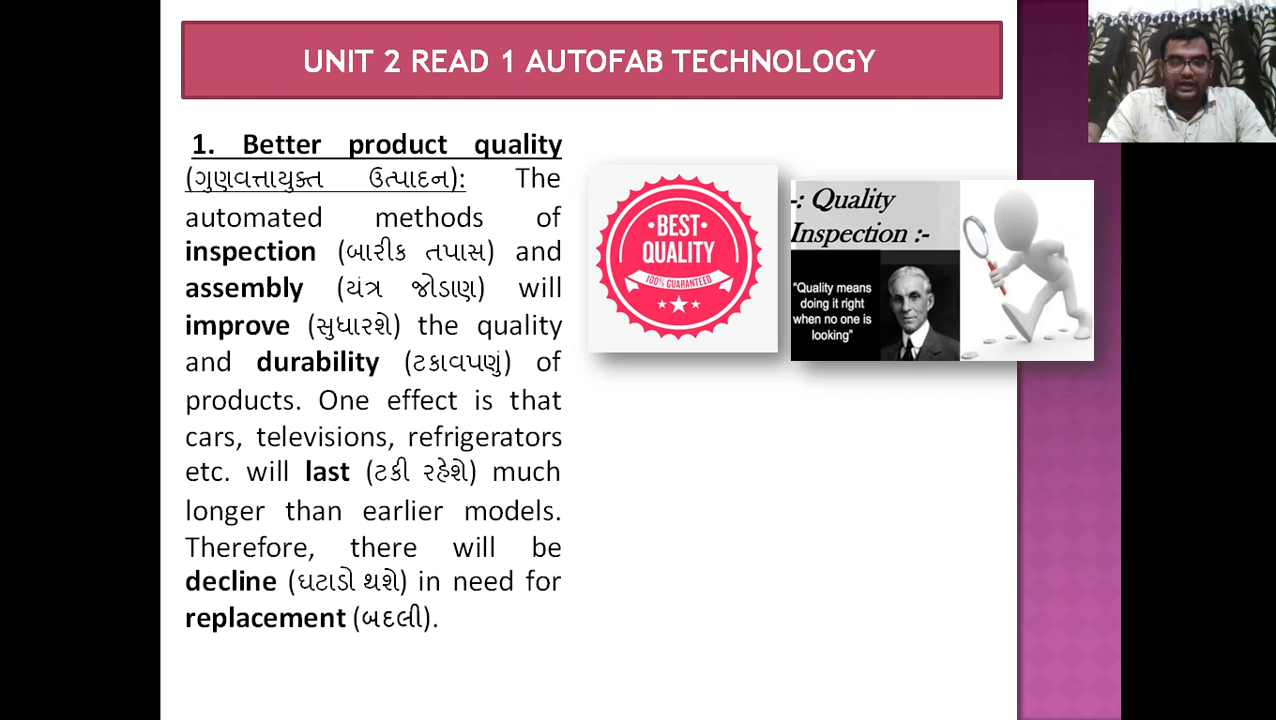 UNIT 2 READ 1 AUTOFAB TECHNOLOGY
1. Better product quality
(ગુણવત્તાયુક્ત ઉત્પાદન): The
automated methods of
inspection (બારીક તપાસ) and
assembly (યંત્ર જોડાણ) will
improve (સુધારશે) the quality
and durability (ટકાવપણું) of
products. One effect is that
cars, televisions, refrigerators
etc. will last (ટકી રહેશે) much
longer than earlier models.
Therefore, there will be
decline (ઘટાડો થશે) in need for
replacement (બદલી).
•BEST•
QUALITY
100% GUARANTEED
-: Quality
Inspection :-
“Quality means
doing it right
when no one is
looking”